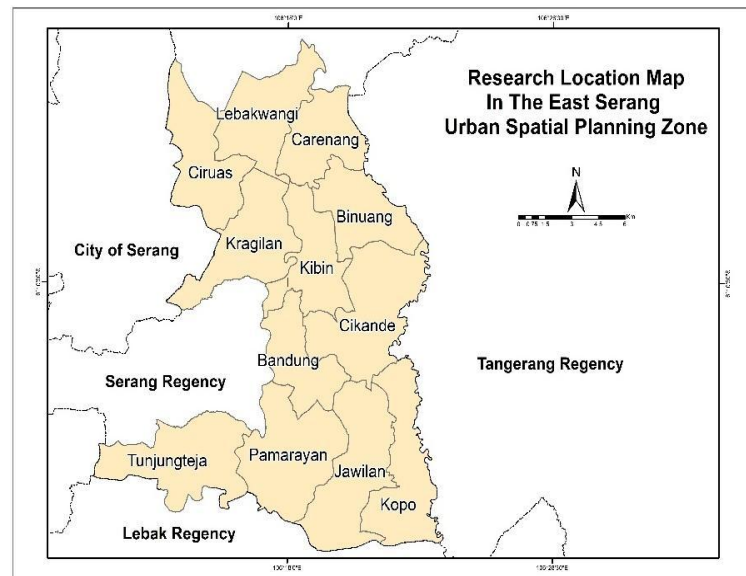 Research Location Map
In The East Serang
Urban Spatial Planning Zone
N
Km
Lebakwangi
Carenang
Ciruas
Binuang
Kragilan
City of Serang
Kibin
Cikande
Bandung
Tangerang Regency
Serang Regency
Tunjungteja
Pamarayan
Jawilan
Kopo
Lebak Regency